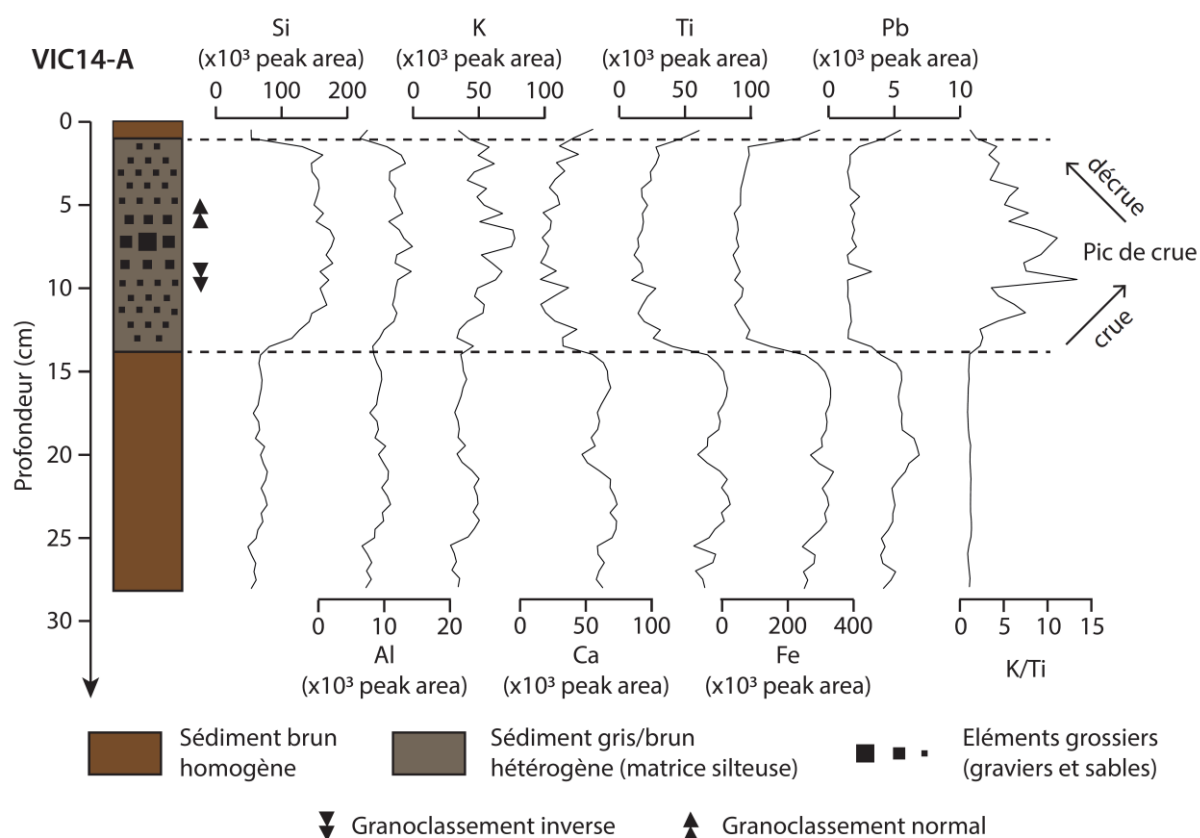 VIC14-A
Si
(x10³ peak area)
0 100 200
K
(x10³ peak area)
0 50 100
Ti
(x10³ peak area)
0 50 100
Pb
(x10³ peak area)
0 5 10
Profondeur (cm)
0
5
10
15
20
25
30
décrue
Pic de crue
crue
0 10 20
Al
(x10³ peak area)
0 50 100
Ca
(x10³ peak area)
0 200 400
Fe
(x10³ peak area)
0 5 10 15
K/Ti
Sédiment brun
homogène
Sédiment gris/brun
hétérogène (matrice silteuse)
Eléments grossiers
(graviers et sables)
Granoclassement inverse
Granoclassement normal